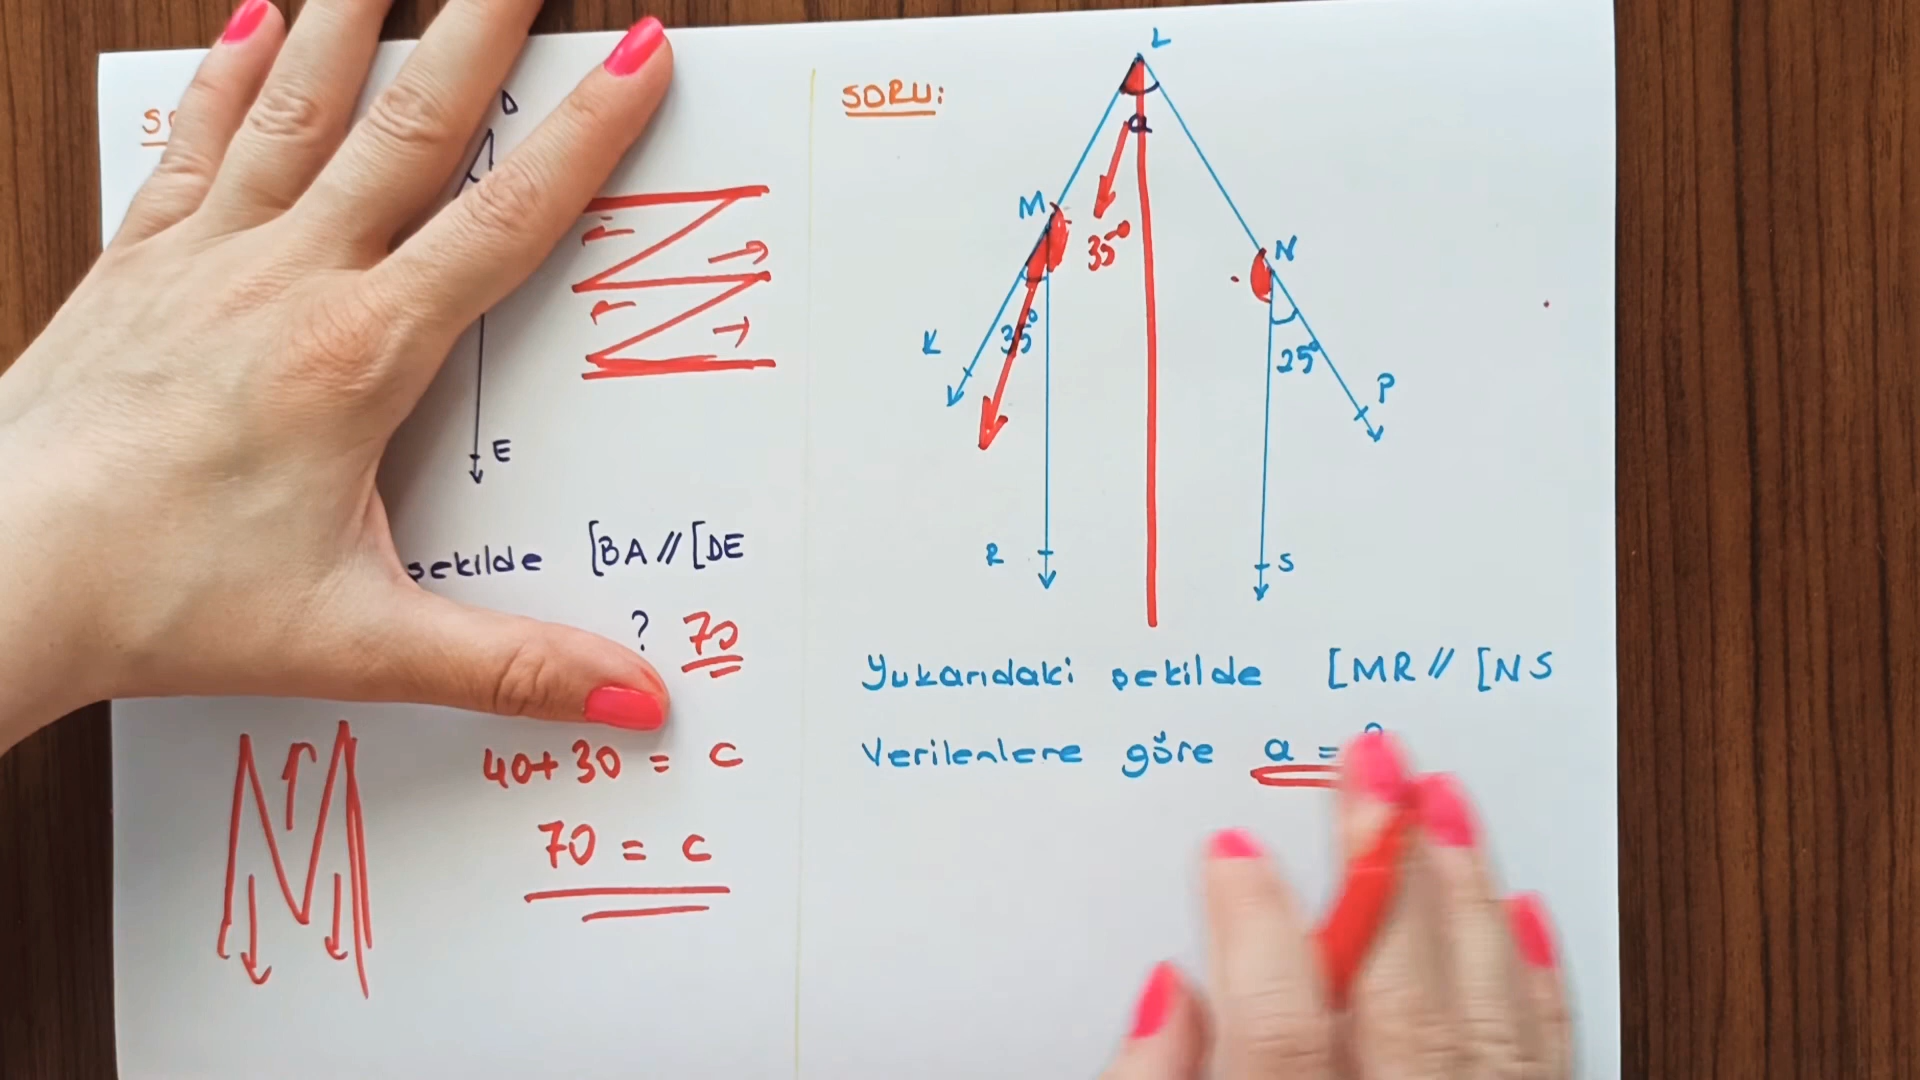 D
E
şekilde [BA // [DE
? 70
40+30 = c
70 = c
SORU:
L
a
M
35°
N
K
35°
25°
P
R
S
Yukarıdaki şekilde [MR // [NS
Verilenlere göre a =